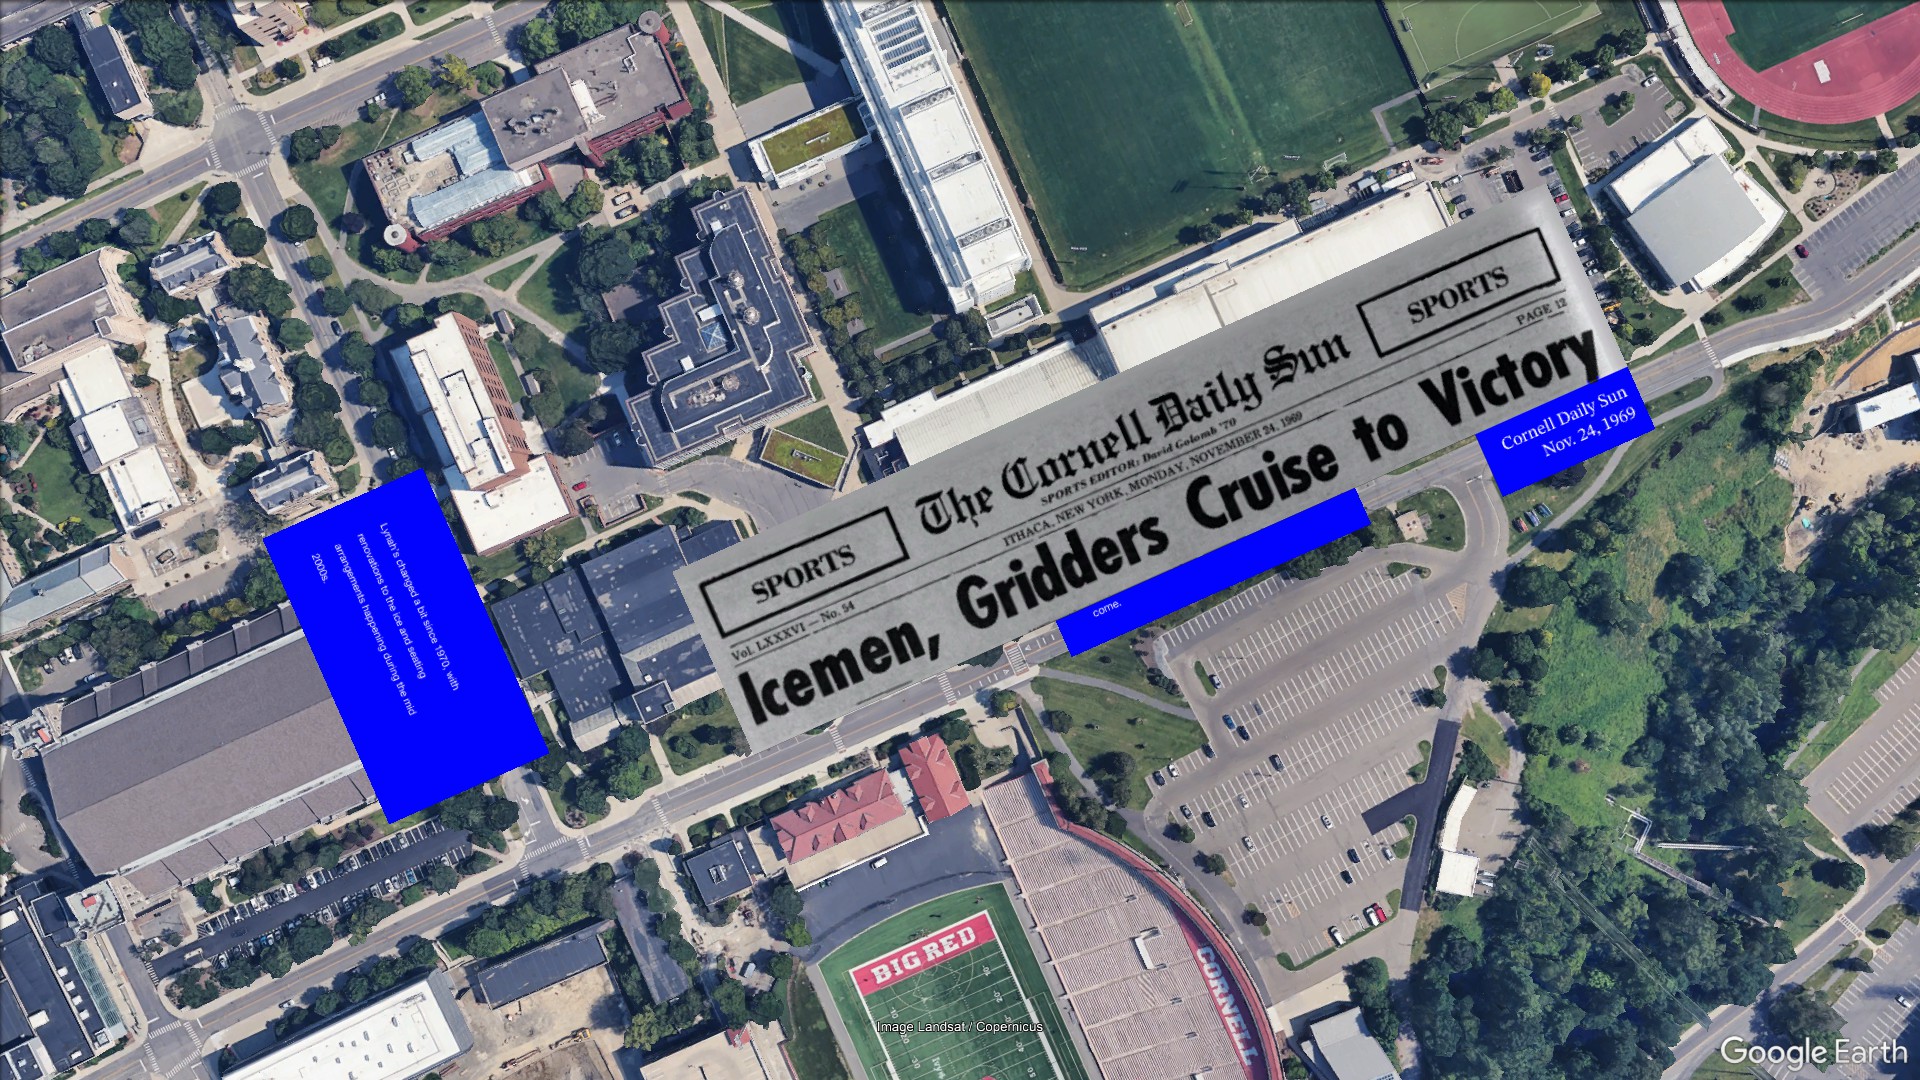 SPORTS
The Cornell Daily Sun
SPORTS
SPORTS EDITOR: David Golomb '70
Vol. LXXXVI — No. 54
ITHACA, NEW YORK, MONDAY, NOVEMBER 24, 1969
PAGE 12
Icemen, Gridders Cruise to Victory
Cornell Daily Sun
Nov. 24, 1969
come.
Lynah's changed a bit since 1970, with
renovations to the ice and seating
arrangements happening during the mid
2000s.
BIG RED
CORNELL
Image Landsat / Copernicus
Google Earth